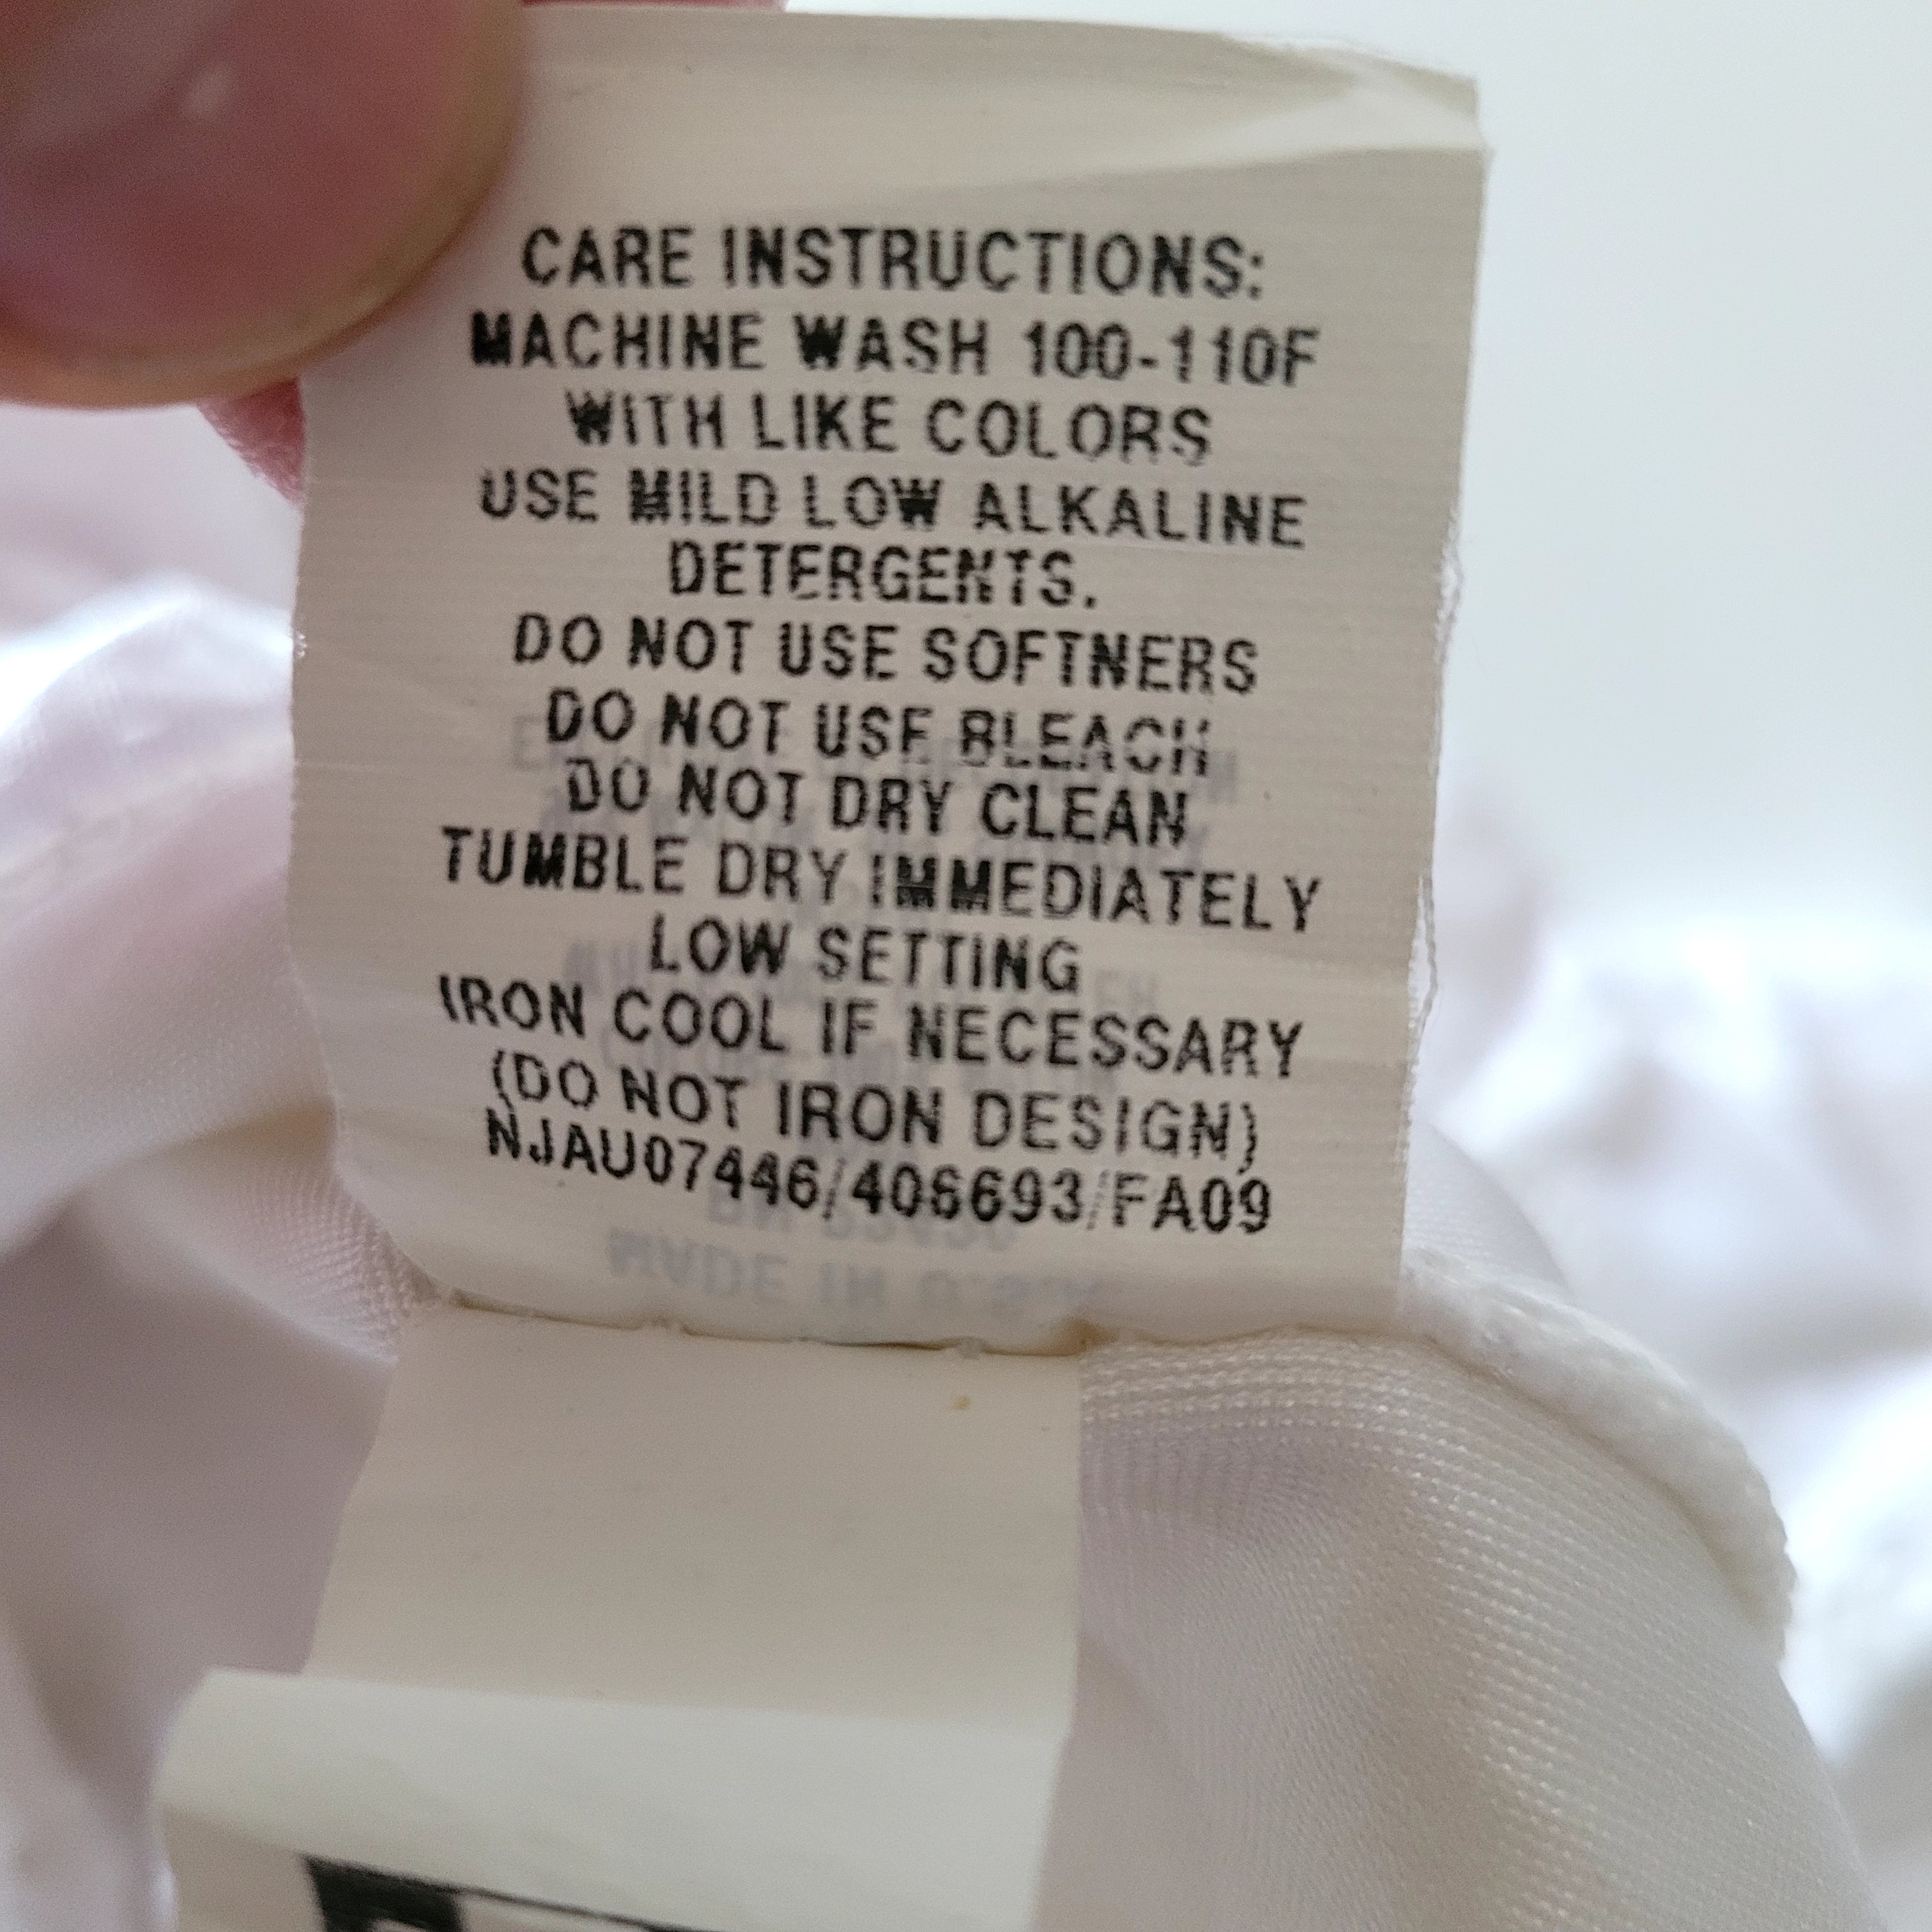 CARE INSTRUCTIONS:
MACHINE WASH 100-110F
WITH LIKE COLORS
USE MILD LOW ALKALINE
DETERGENTS.
DO NOT USE SOFTNERS
DO NOT USE BLEACH
DO NOT DRY CLEAN
TUMBLE DRY IMMEDIATELY
LOW SETTING
IRON COOL IF NECESSARY
(DO NOT IRON DESIGN)
NJAU07446/406693/FA09
MADE IN U.S.A.